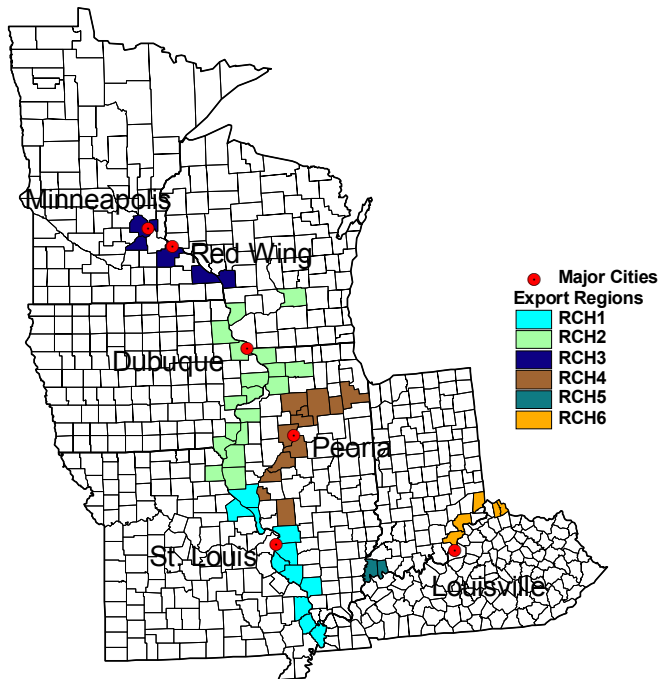 Minneapolis
Red Wing
Major Cities
Export Regions
RCH1
RCH2
RCH3
Dubuque
RCH4
RCH5
RCH6
Peoria
St. Louis
Louisville